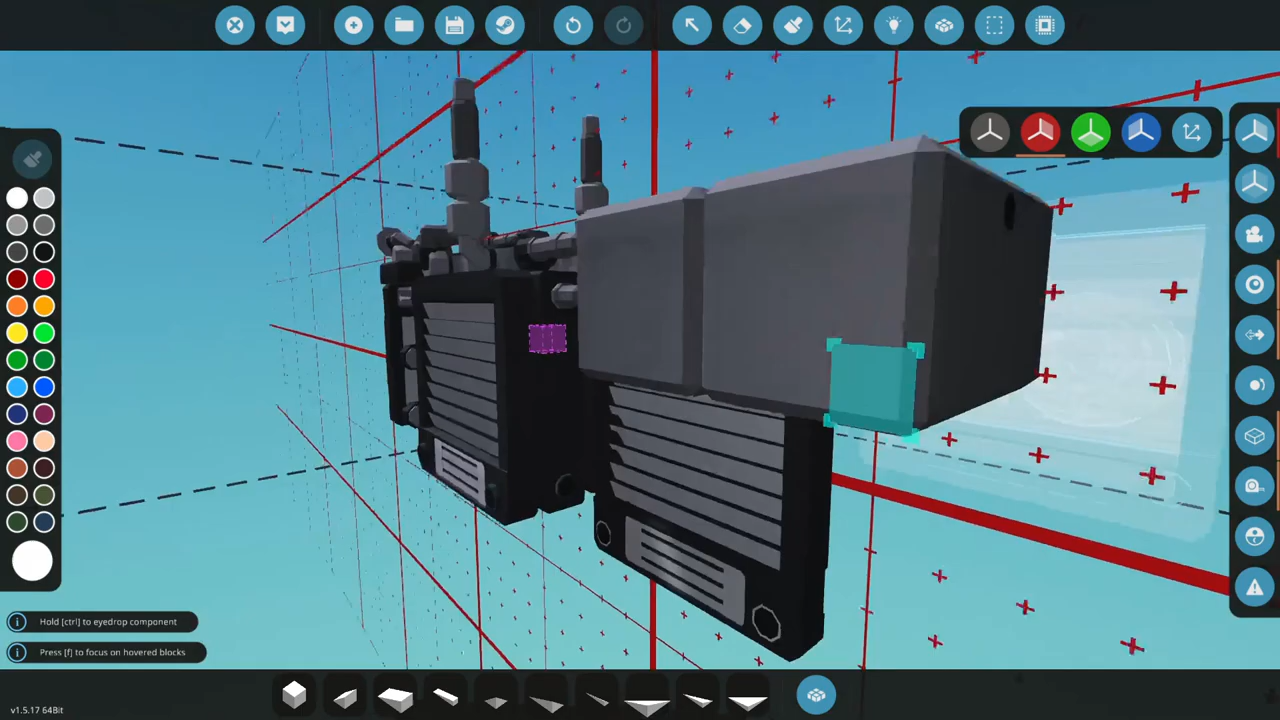 Hold [ctrl] to eyedrop component
Press [f] to focus on hovered blocks
v1.5.17 64Bit